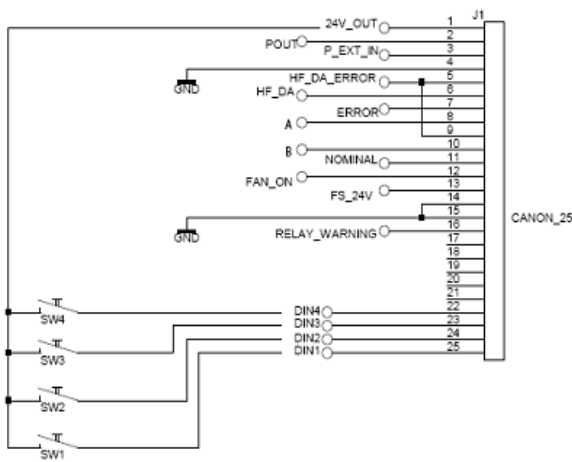 J1
24V_OUT 1
POUT 2
P_EXT_IN 3
4
GND
HF_DA_ERROR 5
HF_DA 6
ERROR 7
A 8
9
B 10
NOMINAL 11
FAN_ON 12
FS_24V 13
14
15
GND
CANON_25
RELAY_WARNING 16
17
18
19
20
21
SW4 DIN4 22
SW3 DIN3 23
SW2 DIN2 24
SW1 DIN1 25